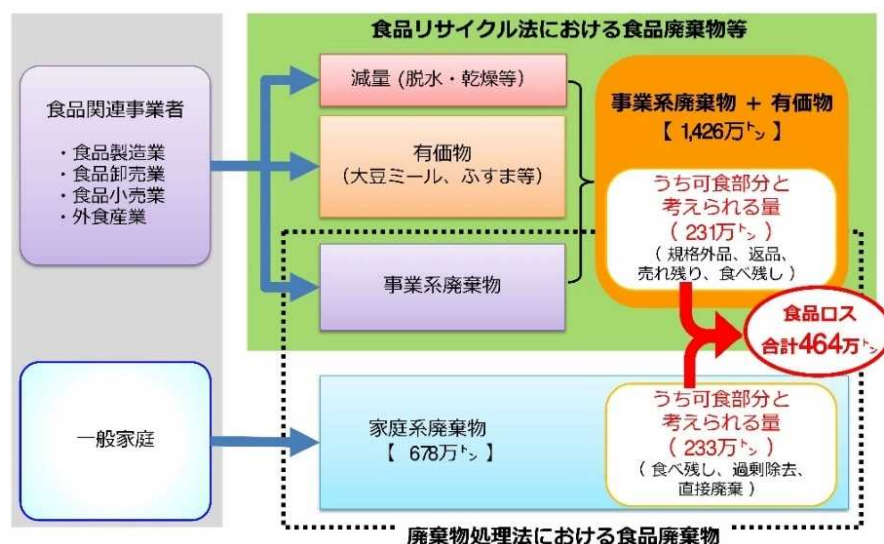 食品リサイクル法における食品廃棄物等
食品関連事業者
・食品製造業
・食品卸売業
・食品小売業
・外食産業
減量 (脱水・乾燥等)
有価物
(大豆ミール、ふすま等)
事業系廃棄物
事業系廃棄物 + 有価物
【 1,426万㌧ 】
うち可食部分と
考えられる量
( 231万㌧ )
( 規格外品、返品、
売れ残り、食べ残し )
食品ロス
合計464万㌧
一般家庭
家庭系廃棄物
【 678万㌧ 】
うち可食部分と
考えられる量
( 233万㌧ )
( 食べ残し、過剰除去、
直接廃棄 )
廃棄物処理法における食品廃棄物